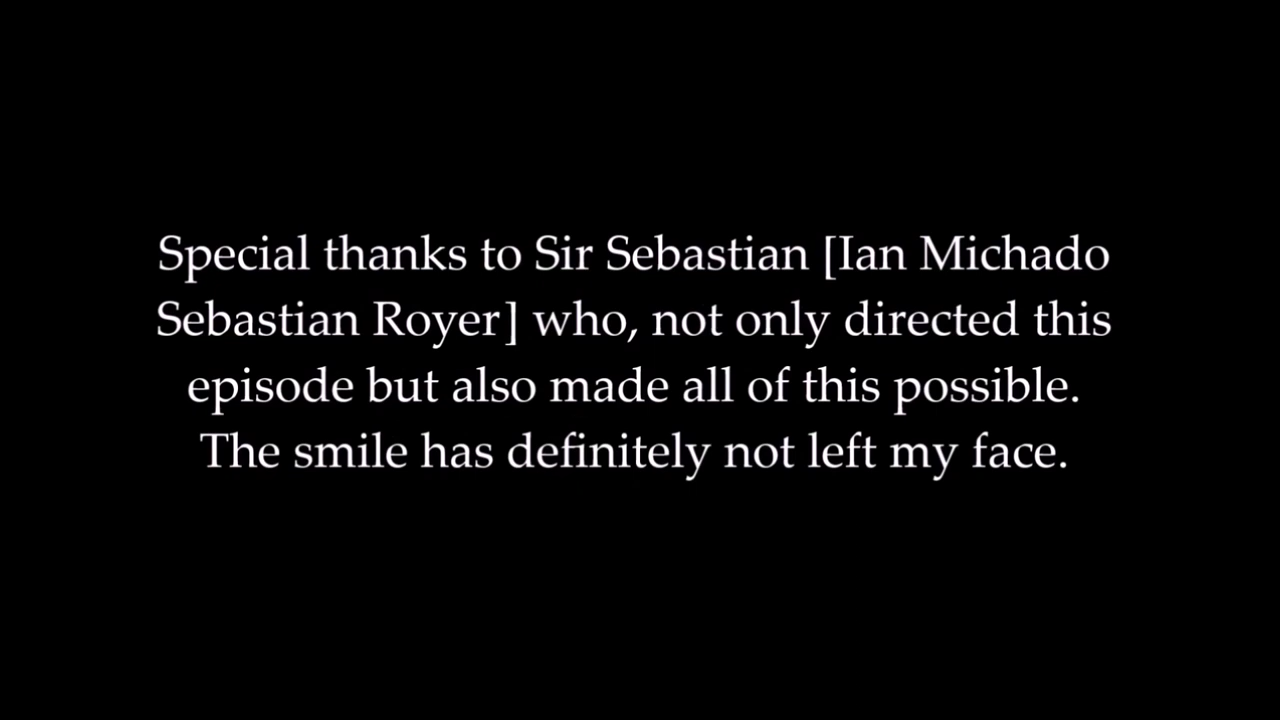 Special thanks to Sir Sebastian [Ian Michado
Sebastian Royer] who, not only directed this
episode but also made all of this possible.
The smile has definitely not left my face.